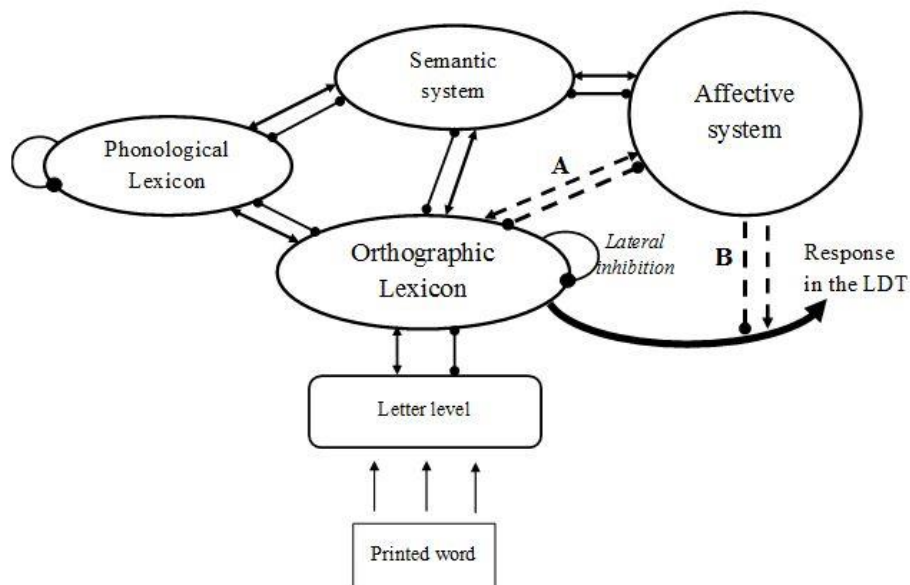 Semantic
system
Affective
system
Phonological
Lexicon
A
Orthographic
Lexicon
Lateral
inhibition
B
Response
in the LDT
Letter level
Printed word